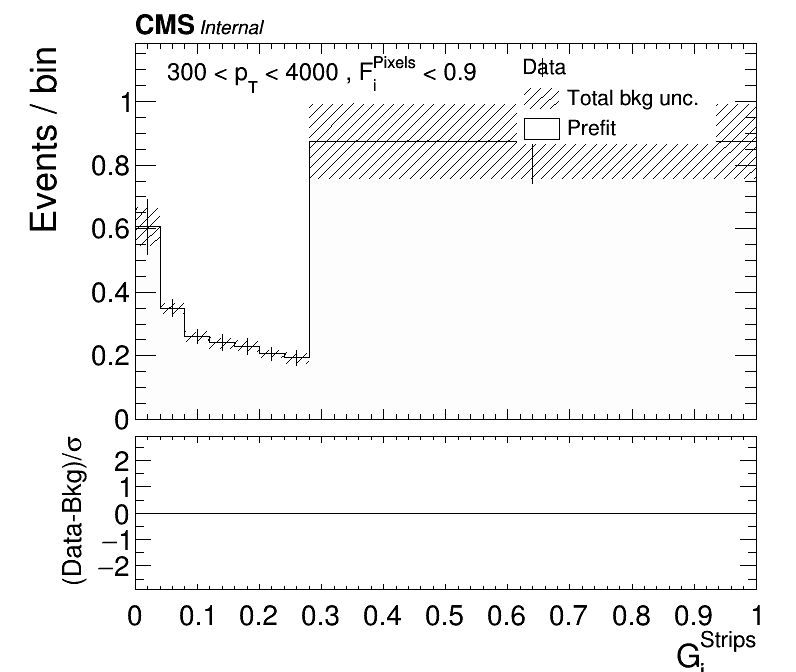 CMS Internal
300 < p_T < 4000 , F_i^Pixels < 0.9
Data
Total bkg unc.
Prefit
Events / bin
1
0.8
0.6
0.4
0.2
0
(Data-Bkg)/σ
2
1
0
−1
−2
0 0.1 0.2 0.3 0.4 0.5 0.6 0.7 0.8 0.9 1
G_i^Strips